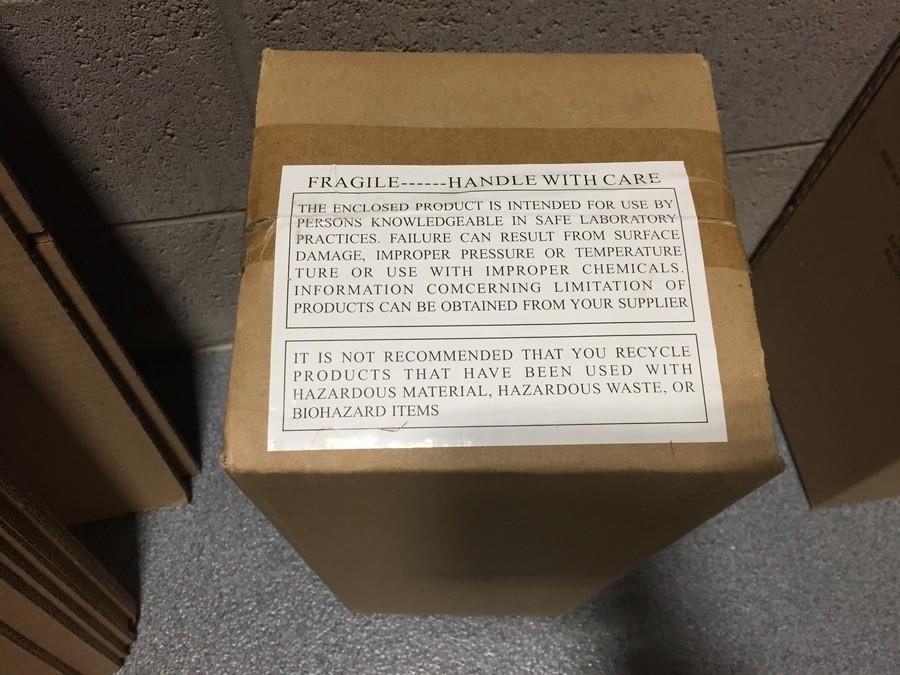 FRAGILE------HANDLE WITH CARE
THE ENCLOSED PRODUCT IS INTENDED FOR USE BY
PERSONS KNOWLEDGEABLE IN SAFE LABORATORY
PRACTICES. FAILURE CAN RESULT FROM SURFACE
DAMAGE, IMPROPER PRESSURE OR TEMPERATURE
TURE OR USE WITH IMPROPER CHEMICALS.
INFORMATION COMCERNING LIMITATION OF
PRODUCTS CAN BE OBTAINED FROM YOUR SUPPLIER
IT IS NOT RECOMMENDED THAT YOU RECYCLE
PRODUCTS THAT HAVE BEEN USED WITH
HAZARDOUS MATERIAL, HAZARDOUS WASTE, OR
BIOHAZARD ITEMS